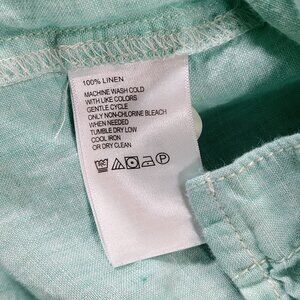 100% LINEN
MACHINE WASH COLD
WITH LIKE COLORS
GENTLE CYCLE
ONLY NON-CHLORINE BLEACH
WHEN NEEDED
TUMBLE DRY LOW
COOL IRON
OR DRY CLEAN
P